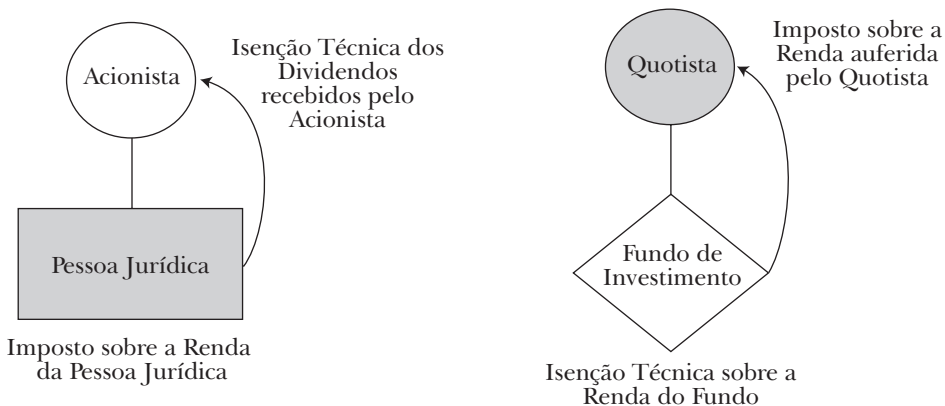 Acionista
Isenção Técnica dos
Dividendos
recebidos pelo
Acionista
Pessoa Jurídica
Imposto sobre a Renda
da Pessoa Jurídica
Quotista
Imposto sobre a
Renda auferida
pelo Quotista
Fundo de
Investimento
Isenção Técnica sobre a
Renda do Fundo